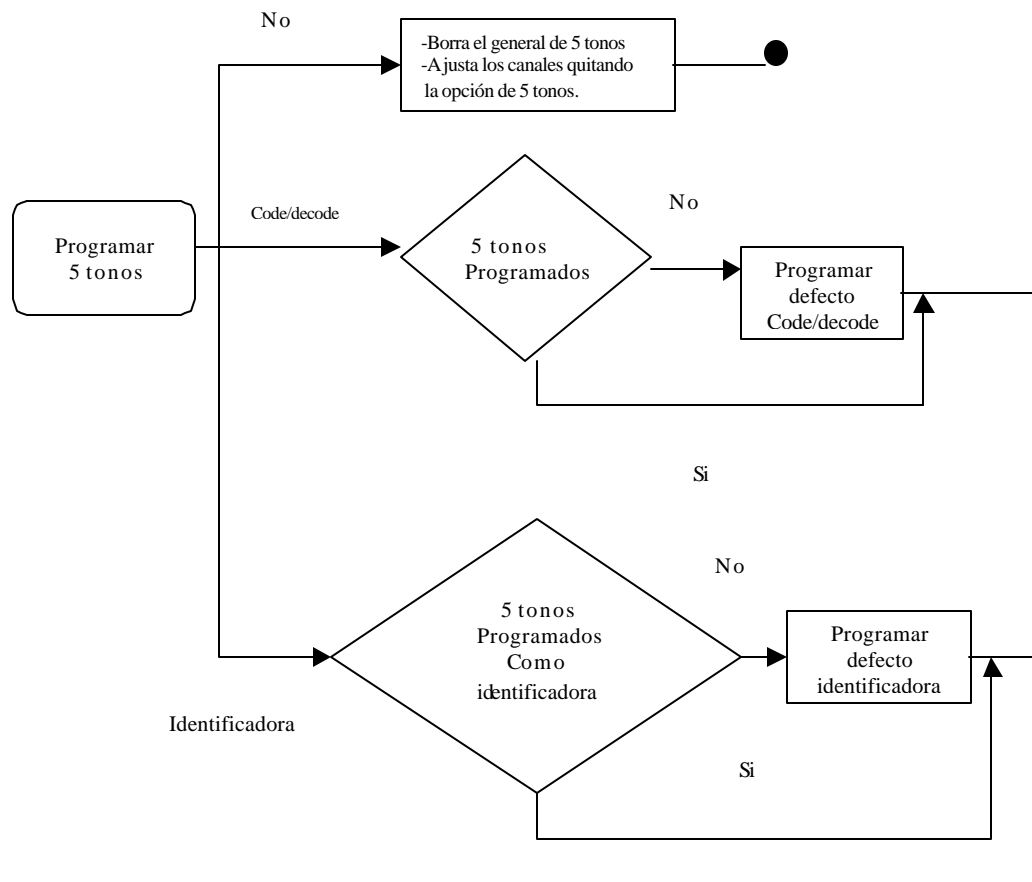 No
-Borra el general de 5 tonos
-Ajusta los canales quitando
la opción de 5 tonos.
Programar
5 tonos
Code/decode
5 tonos
Programados
No
Programar
defecto
Code/decode
Si
5 tonos
Programados
Como
identificadora
No
Programar
defecto
identificadora
Identificadora
Si